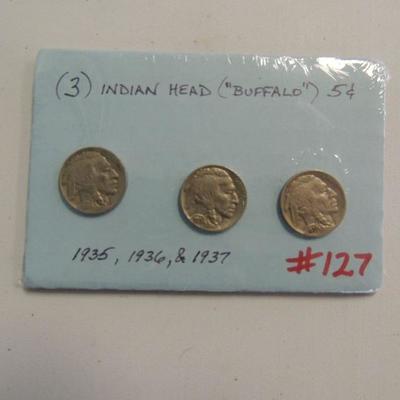 (3) INDIAN HEAD ("BUFFALO") 5¢
1935, 1936, & 1937
#127